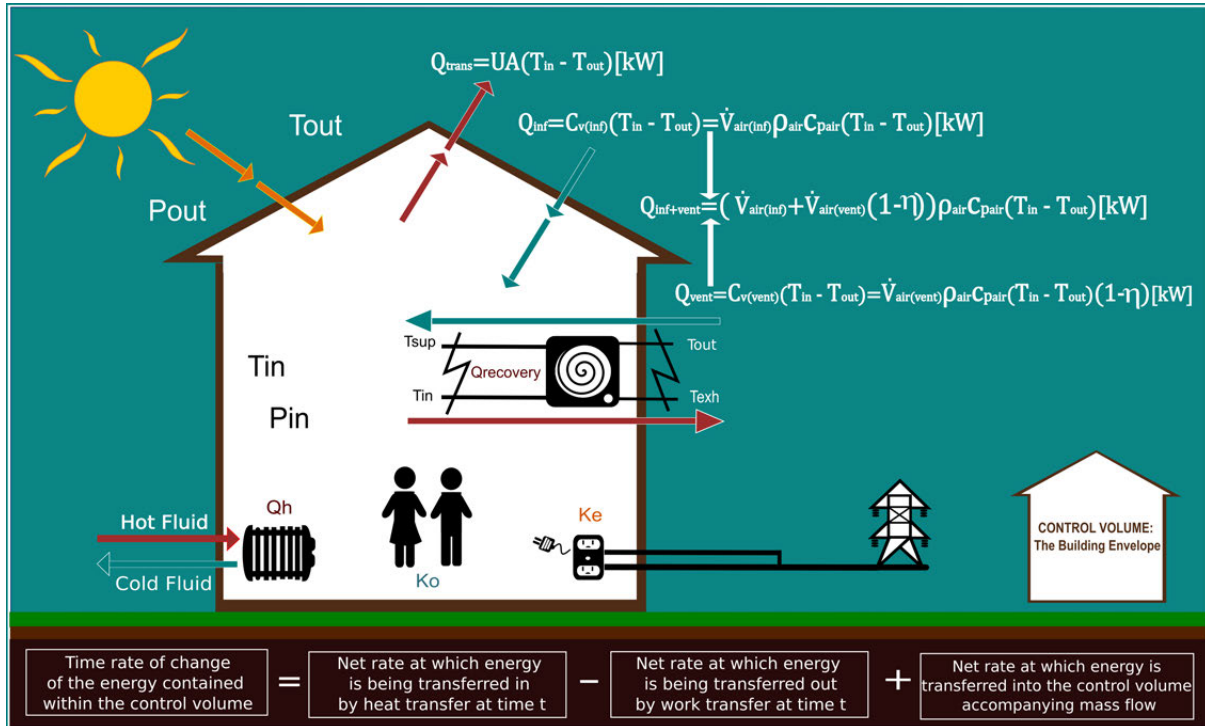 Qtrans=UA(Tin - Tout)[kW]
Tout
Qinf=Cv(inf)(Tin - Tout)=V̇air(inf)ρaircpair(Tin - Tout)[kW]
Pout
Qinf+vent=( V̇air(inf)+V̇air(vent)(1-η))ρaircpair(Tin - Tout)[kW]
Qvent=Cv(vent)(Tin - Tout)=V̇air(vent)ρaircpair(Tin - Tout)(1-η)[kW]
Tsup
Tout
Qrecovery
Tin
Tin
Texh
Pin
Qh
Hot Fluid
Cold Fluid
Ko
Ke
CONTROL VOLUME:
The Building Envelope
Time rate of change
of the energy contained
within the control volume
=
Net rate at which energy
is being transferred in
by heat transfer at time t
−
Net rate at which energy
is being transferred out
by work transfer at time t
+
Net rate at which energy is
transferred into the control volume
accompanying mass flow